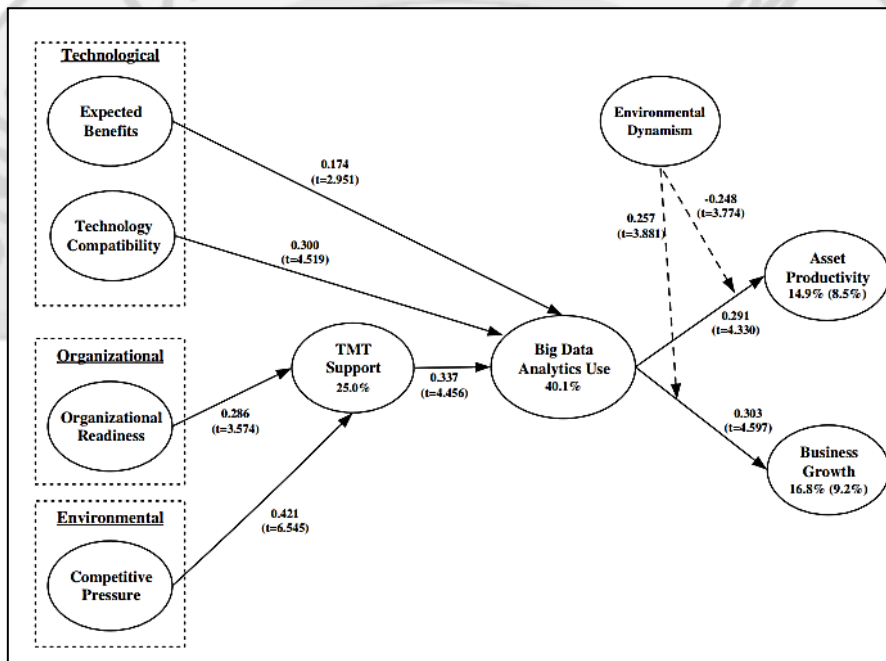 Technological
Expected
Benefits
Technology
Compatibility
0.174
(t=2.951)
0.300
(t=4.519)
Organizational
Organizational
Readiness
0.286
(t=3.574)
TMT
Support
25.0%
0.337
(t=4.456)
Big Data
Analytics Use
40.1%
Environmental
Competitive
Pressure
0.421
(t=6.545)
Environmental
Dynamism
-0.248
(t=3.774)
0.257
(t=3.881)
Asset
Productivity
14.9% (8.5%)
0.291
(t=4.330)
0.303
(t=4.597)
Business
Growth
16.8% (9.2%)